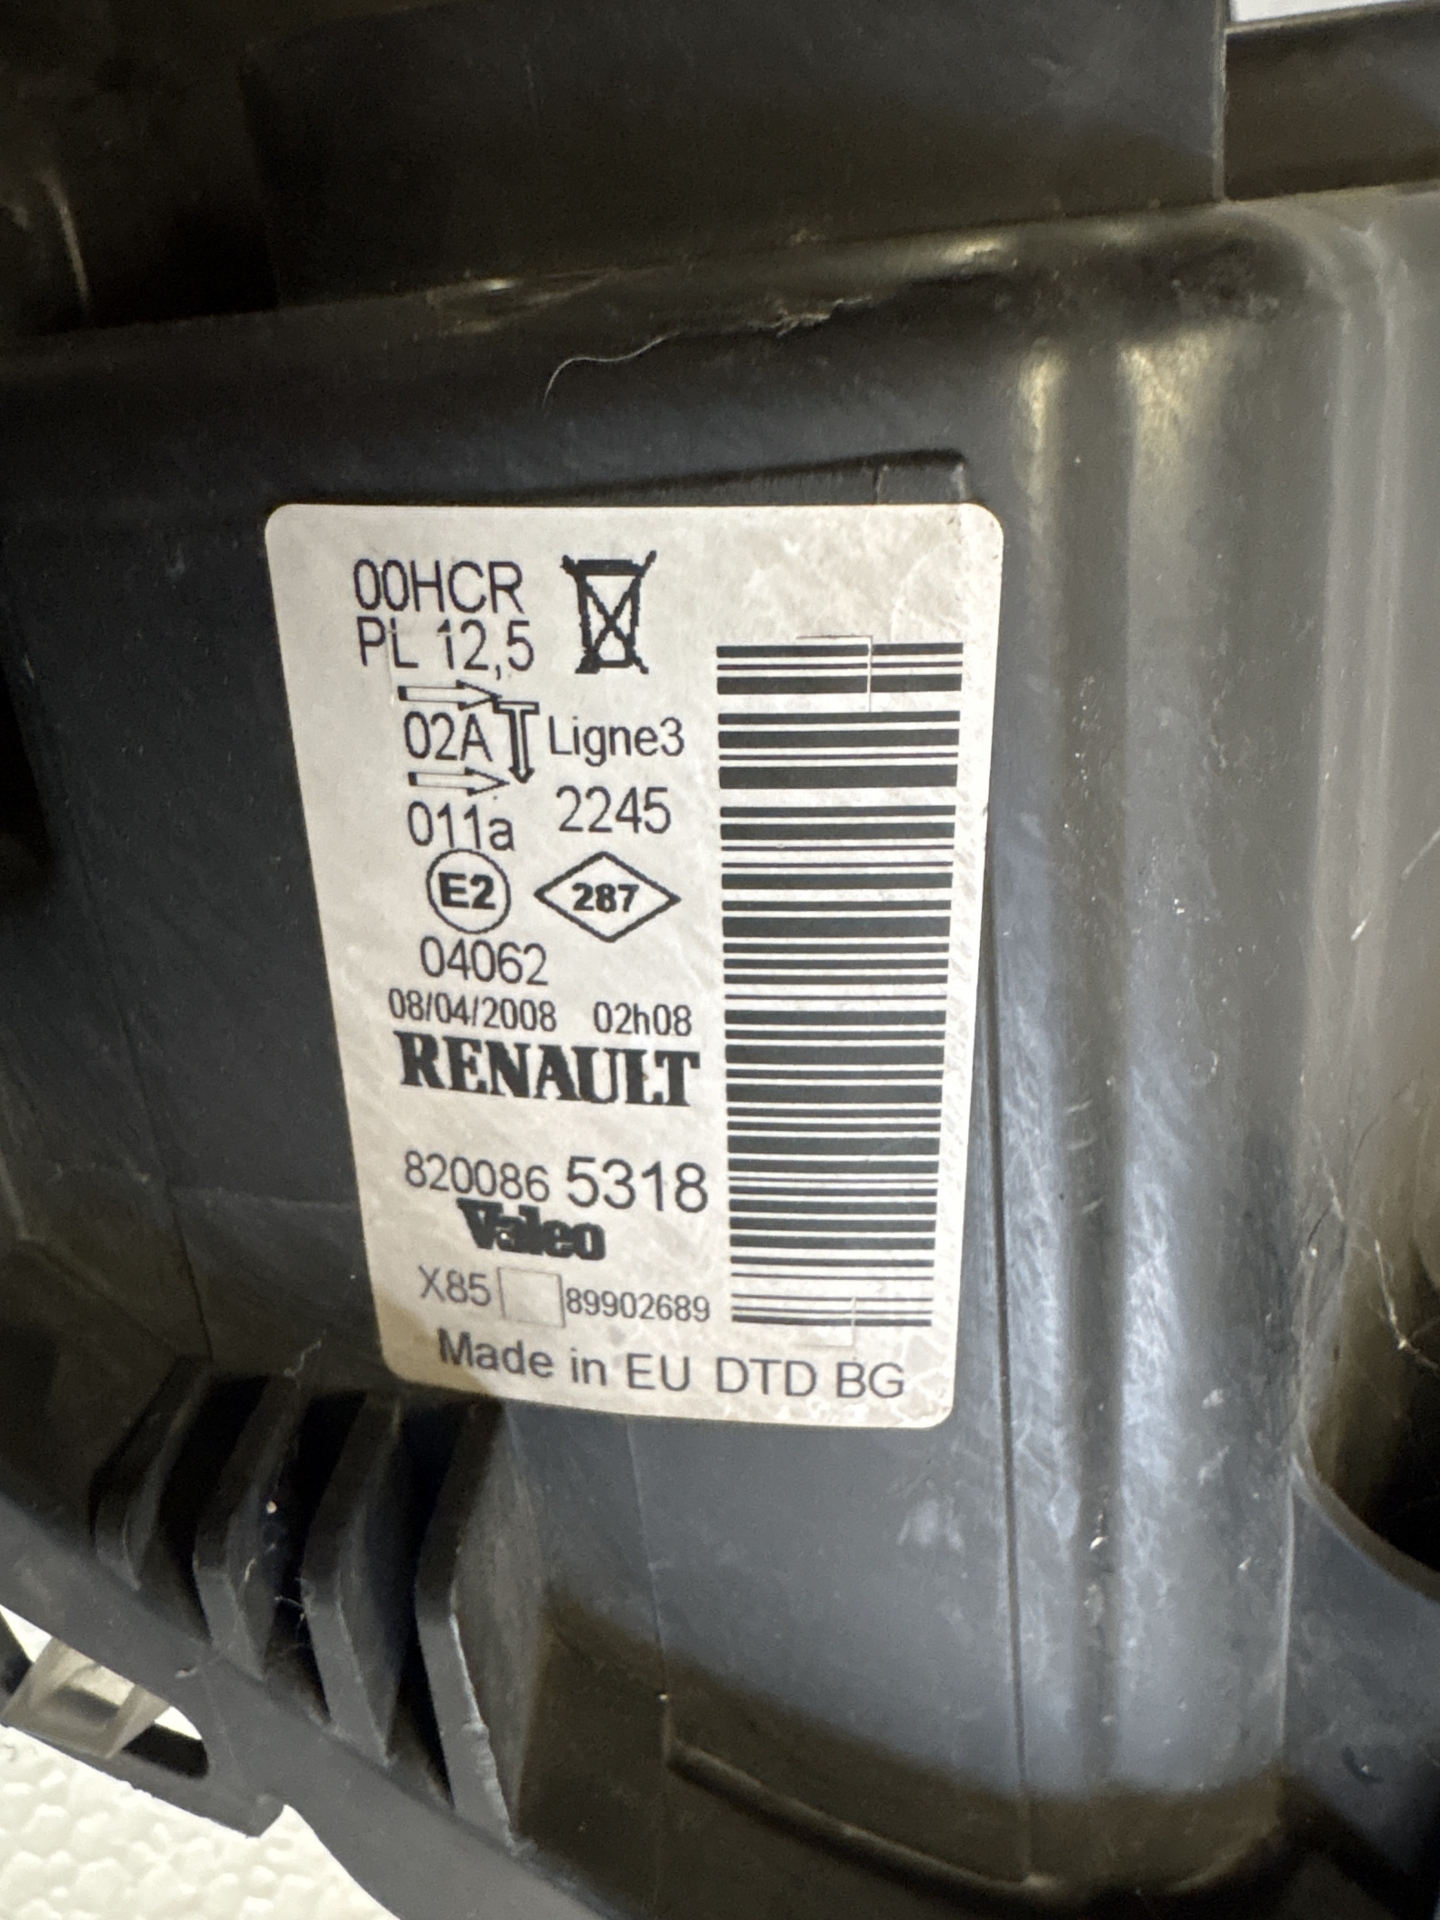 00HCR
PL 12,5
02A Ligne3
011a 2245
E2 287
04062
08/04/2008 02h08
RENAULT
820086 5318
Valeo
X85 89902689
Made in EU DTD BG